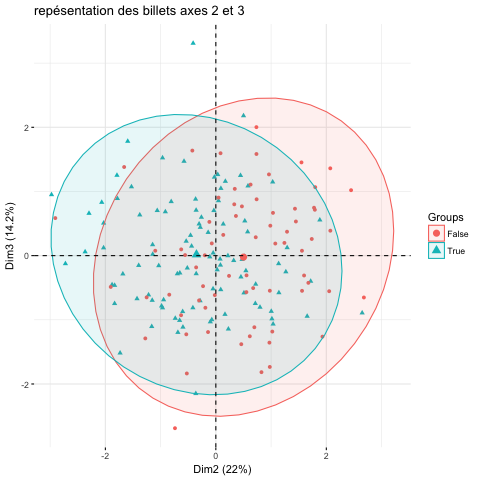 repésentation des billets axes 2 et 3
Dim3 (14.2%)
2
0
-2
-2
0
2
Dim2 (22%)
Groups
False
True